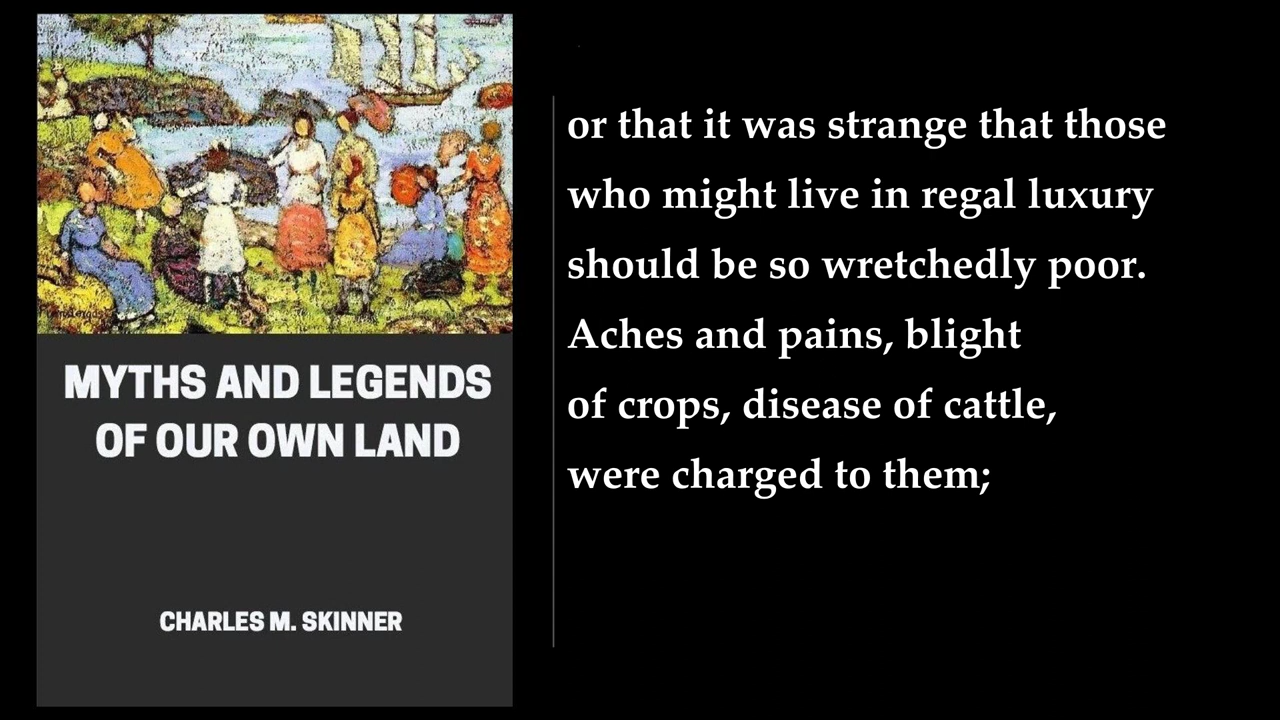 MYTHS AND LEGENDS
OF OUR OWN LAND
CHARLES M. SKINNER
or that it was strange that those
who might live in regal luxury
should be so wretchedly poor.
Aches and pains, blight
of crops, disease of cattle,
were charged to them;